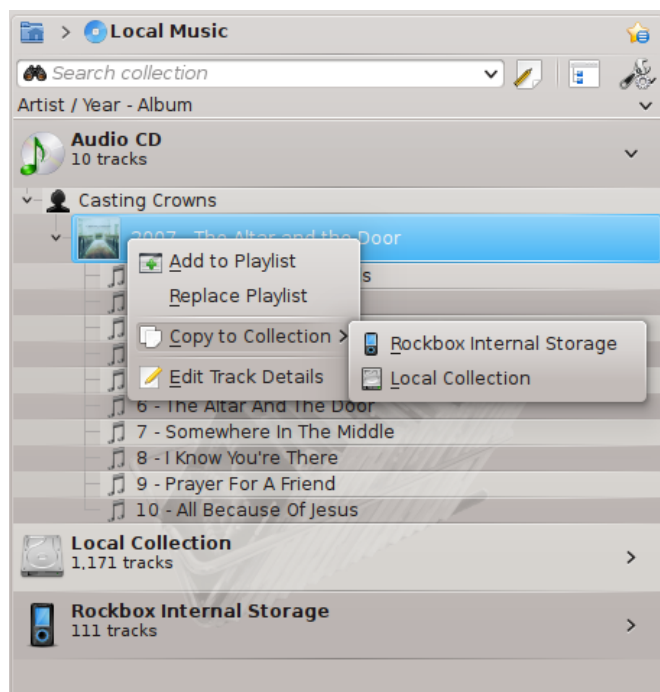 > Local Music
Search collection
Artist / Year - Album
Audio CD
10 tracks
Casting Crowns
2007 - The Altar and the Door
Add to Playlist
s
Replace Playlist
Copy to Collection >
Rockbox Internal Storage
Edit Track Details
Local Collection
6 - The Altar And The Door
7 - Somewhere In The Middle
8 - I Know You're There
9 - Prayer For A Friend
10 - All Because Of Jesus
Local Collection
1,171 tracks
Rockbox Internal Storage
111 tracks